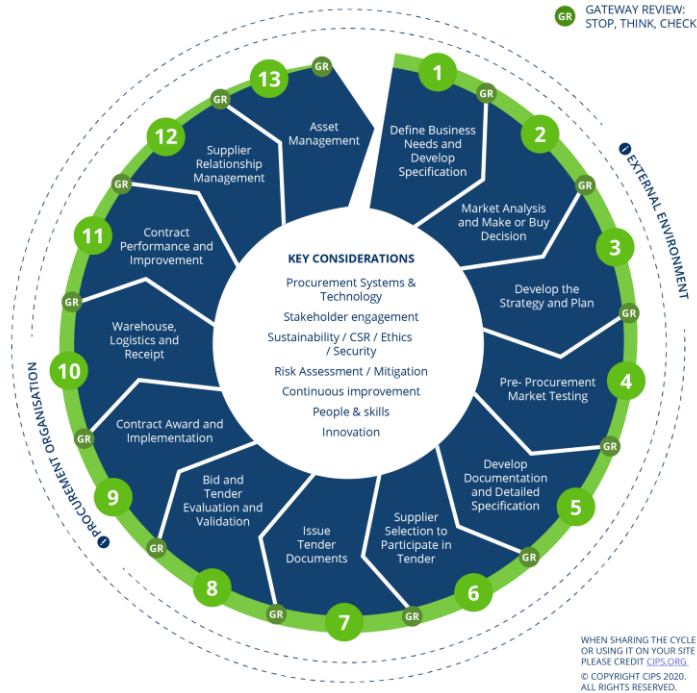 GR
GATEWAY REVIEW:
STOP, THINK, CHECK
1
Define Business
Needs and
Develop
Specification
GR
2
Market Analysis
and Make or Buy
Decision
GR
3
Develop the
Strategy and Plan
GR
4
Pre- Procurement
Market Testing
GR
5
Develop
Documentation
and Detailed
Specification
GR
6
Supplier
Selection to
Participate in
Tender
GR
7
Issue
Tender
Documents
GR
8
Bid and
Tender
Evaluation and
Validation
GR
9
Contract Award and
Implementation
GR
10
Warehouse,
Logistics and
Receipt
GR
11
Contract
Performance and
Improvement
GR
12
Supplier
Relationship
Management
GR
13
Asset
Management
GR
KEY CONSIDERATIONS
Procurement Systems &
Technology
Stakeholder engagement
Sustainability / CSR / Ethics
/ Security
Risk Assessment / Mitigation
Continuous improvement
People & skills
Innovation
i EXTERNAL ENVIRONMENT
i PROCUREMENT ORGANISATION
WHEN SHARING THE CYCLE
OR USING IT ON YOUR SITE
PLEASE CREDIT CIPS.ORG
© COPYRIGHT CIPS 2020.
ALL RIGHTS RESERVED.